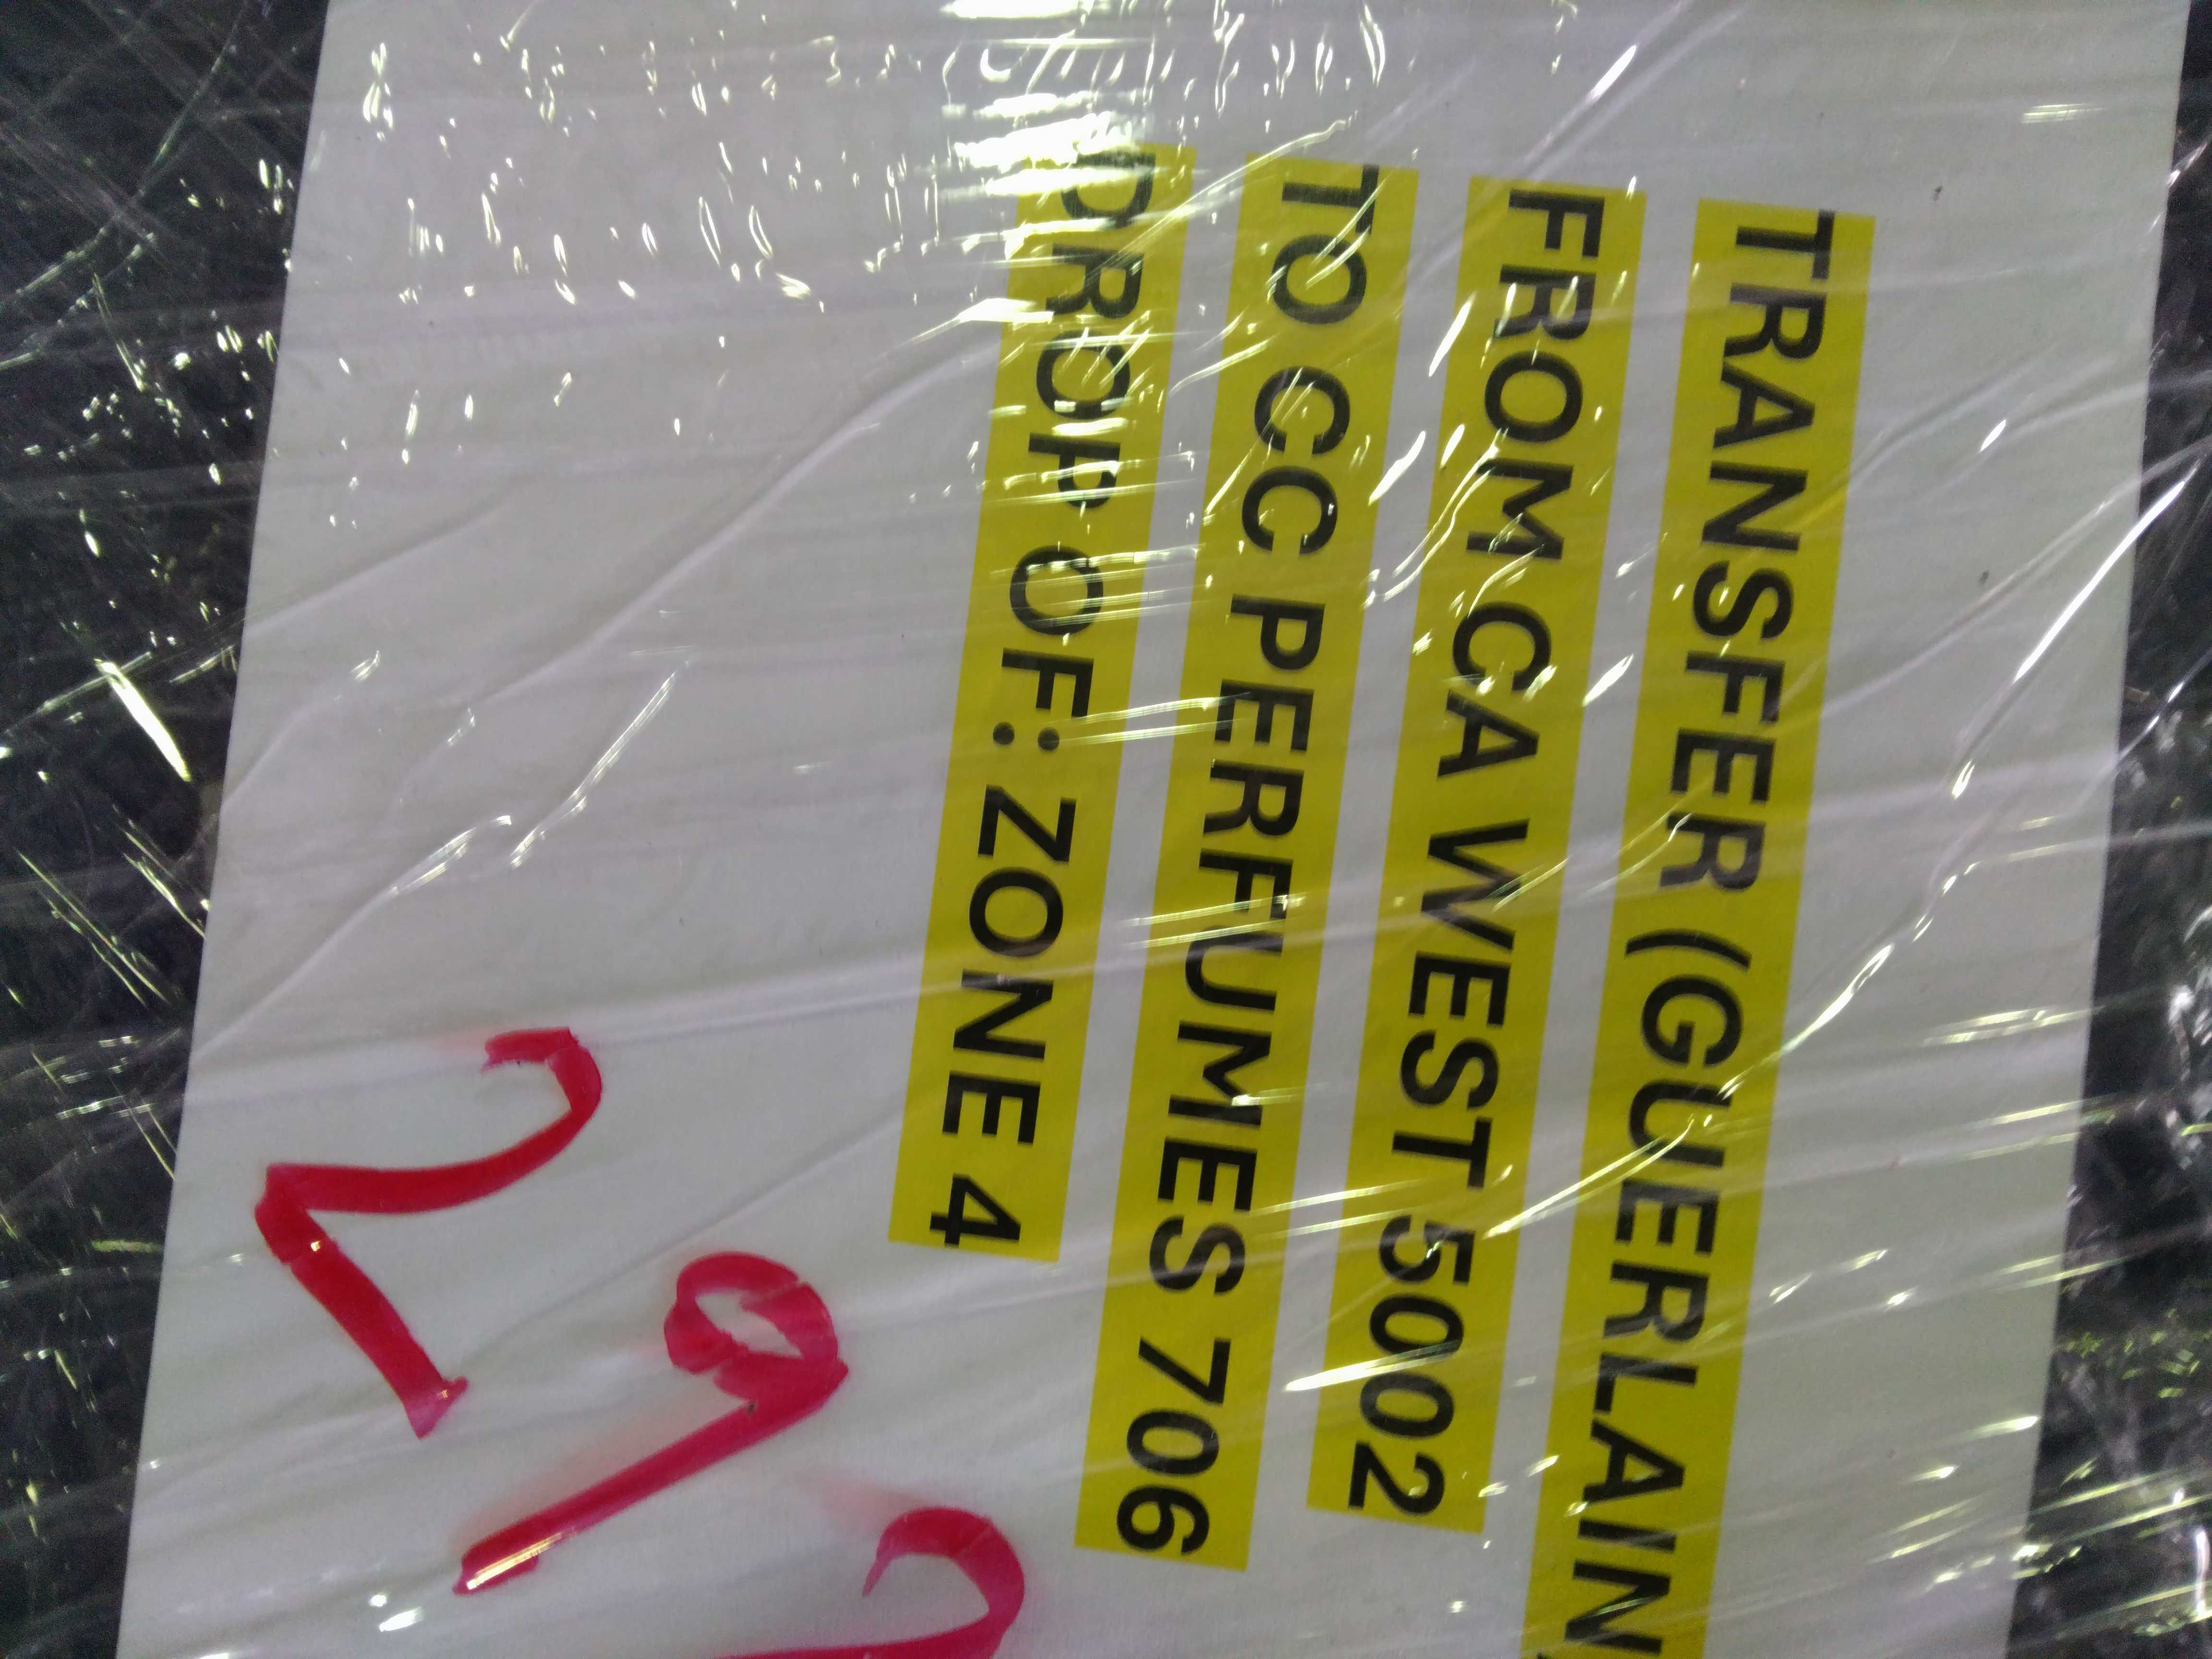 TRANSFER (GUERLAIN
FROM CA WEST 5002
TO CC PERFUMES 706
DROP OF: ZONE 4
29